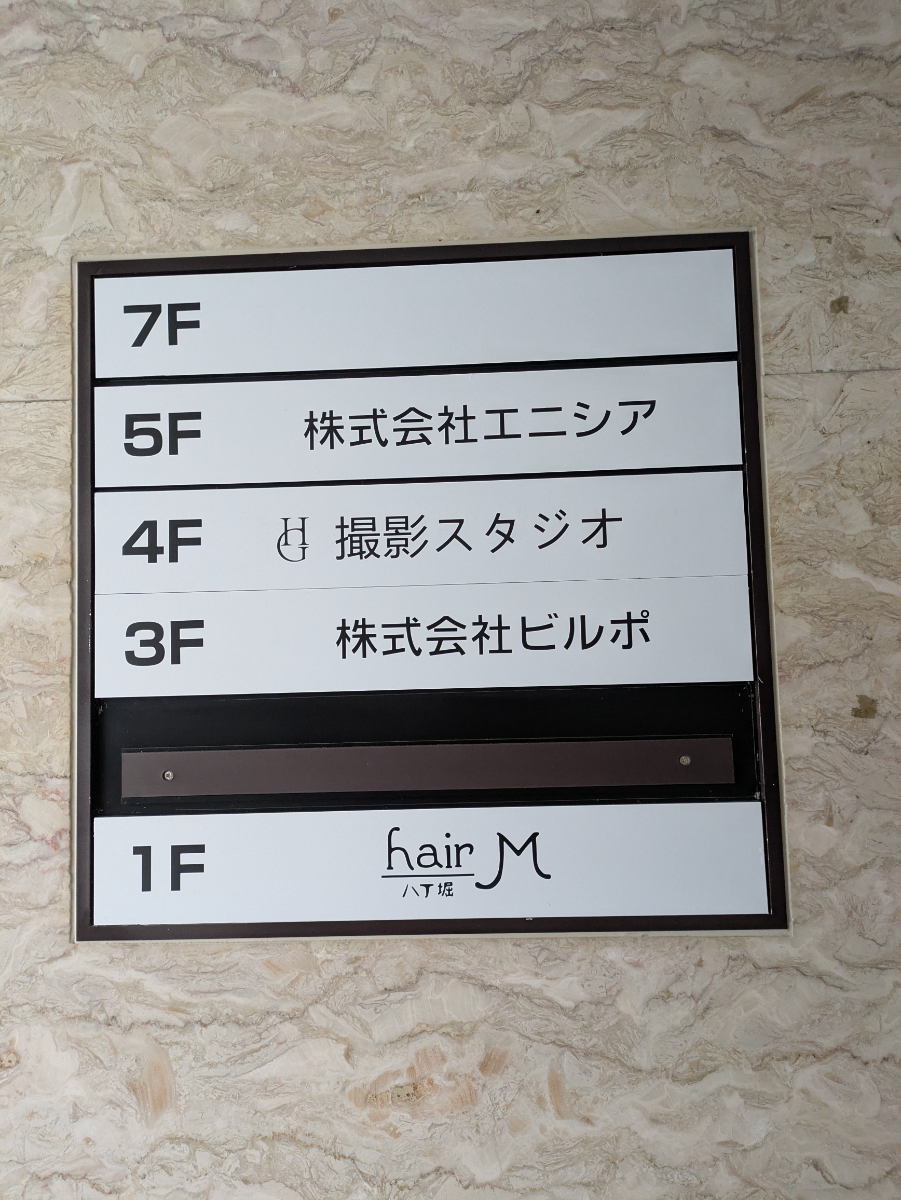 7F
5F 株式会社エニシア
4F HG 撮影スタジオ
3F 株式会社ビルポ
1F hair M
八丁堀